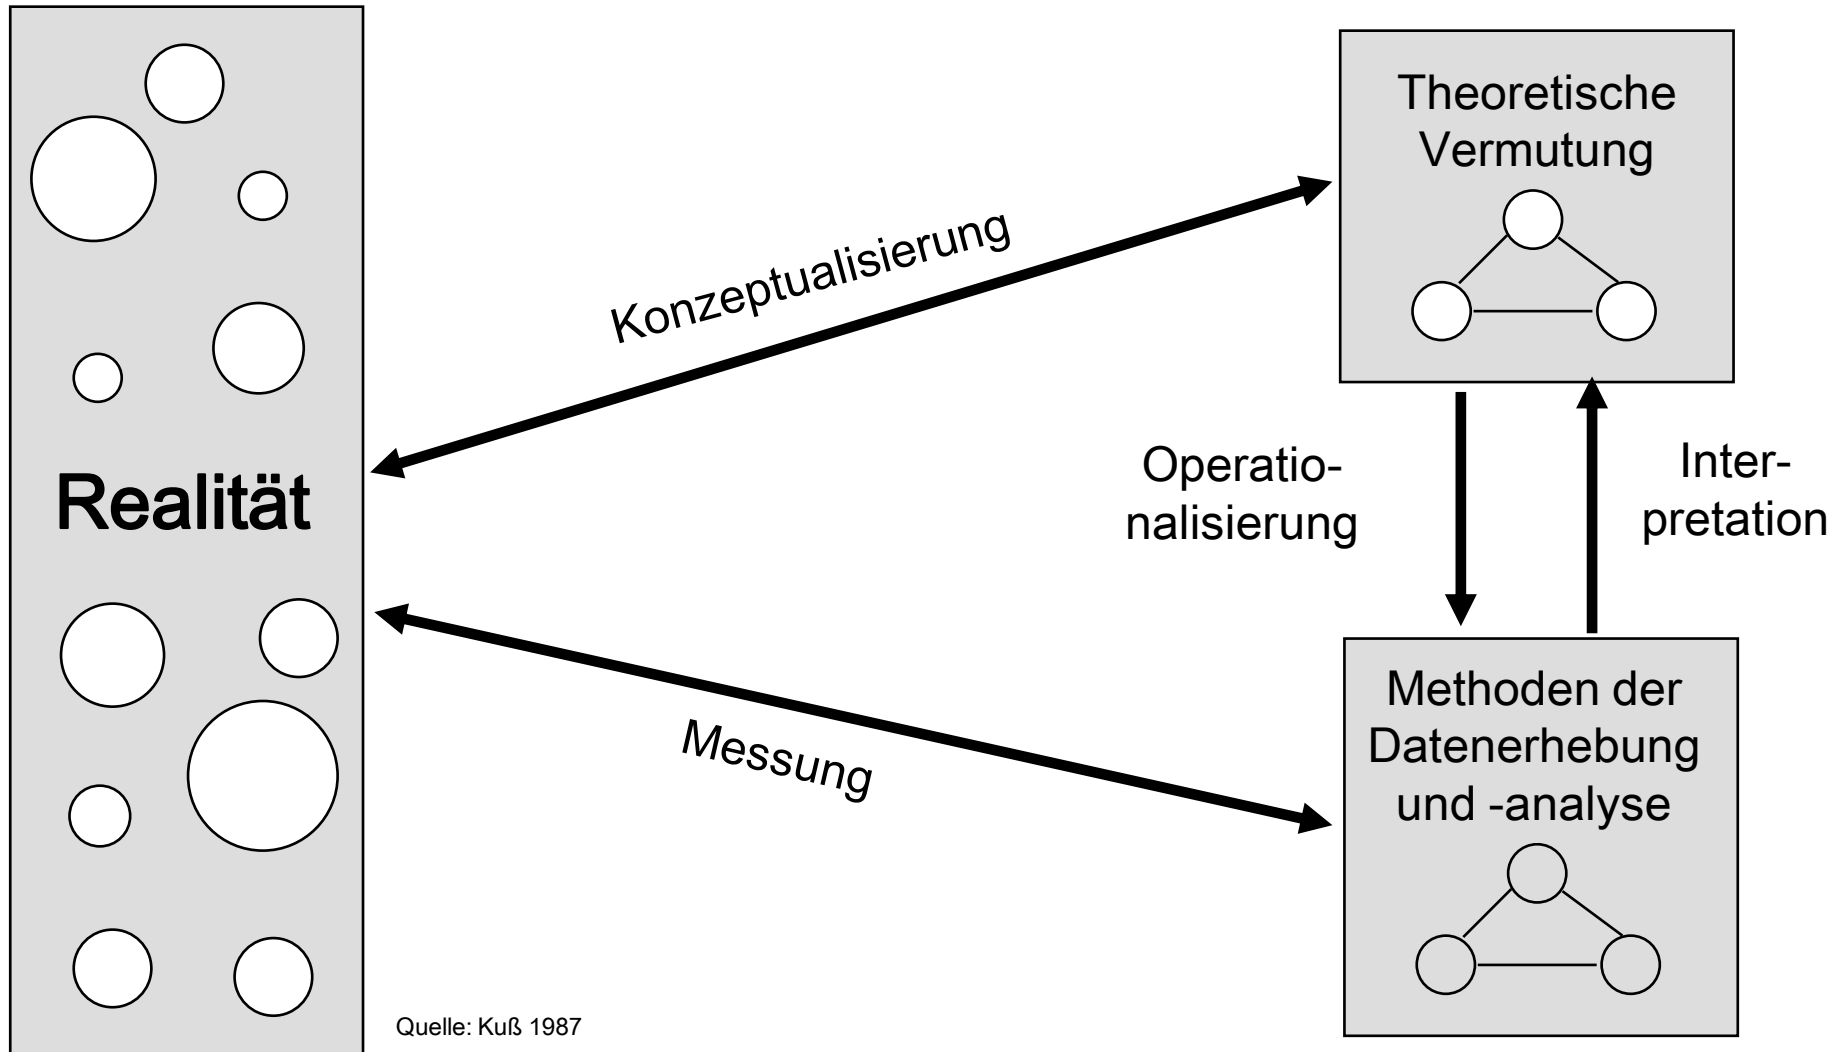 Realität
Konzeptualisierung
Messung
Theoretische
Vermutung
Operatio-
nalisierung
Inter-
pretation
Methoden der
Datenerhebung
und -analyse
Quelle: Kuß 1987